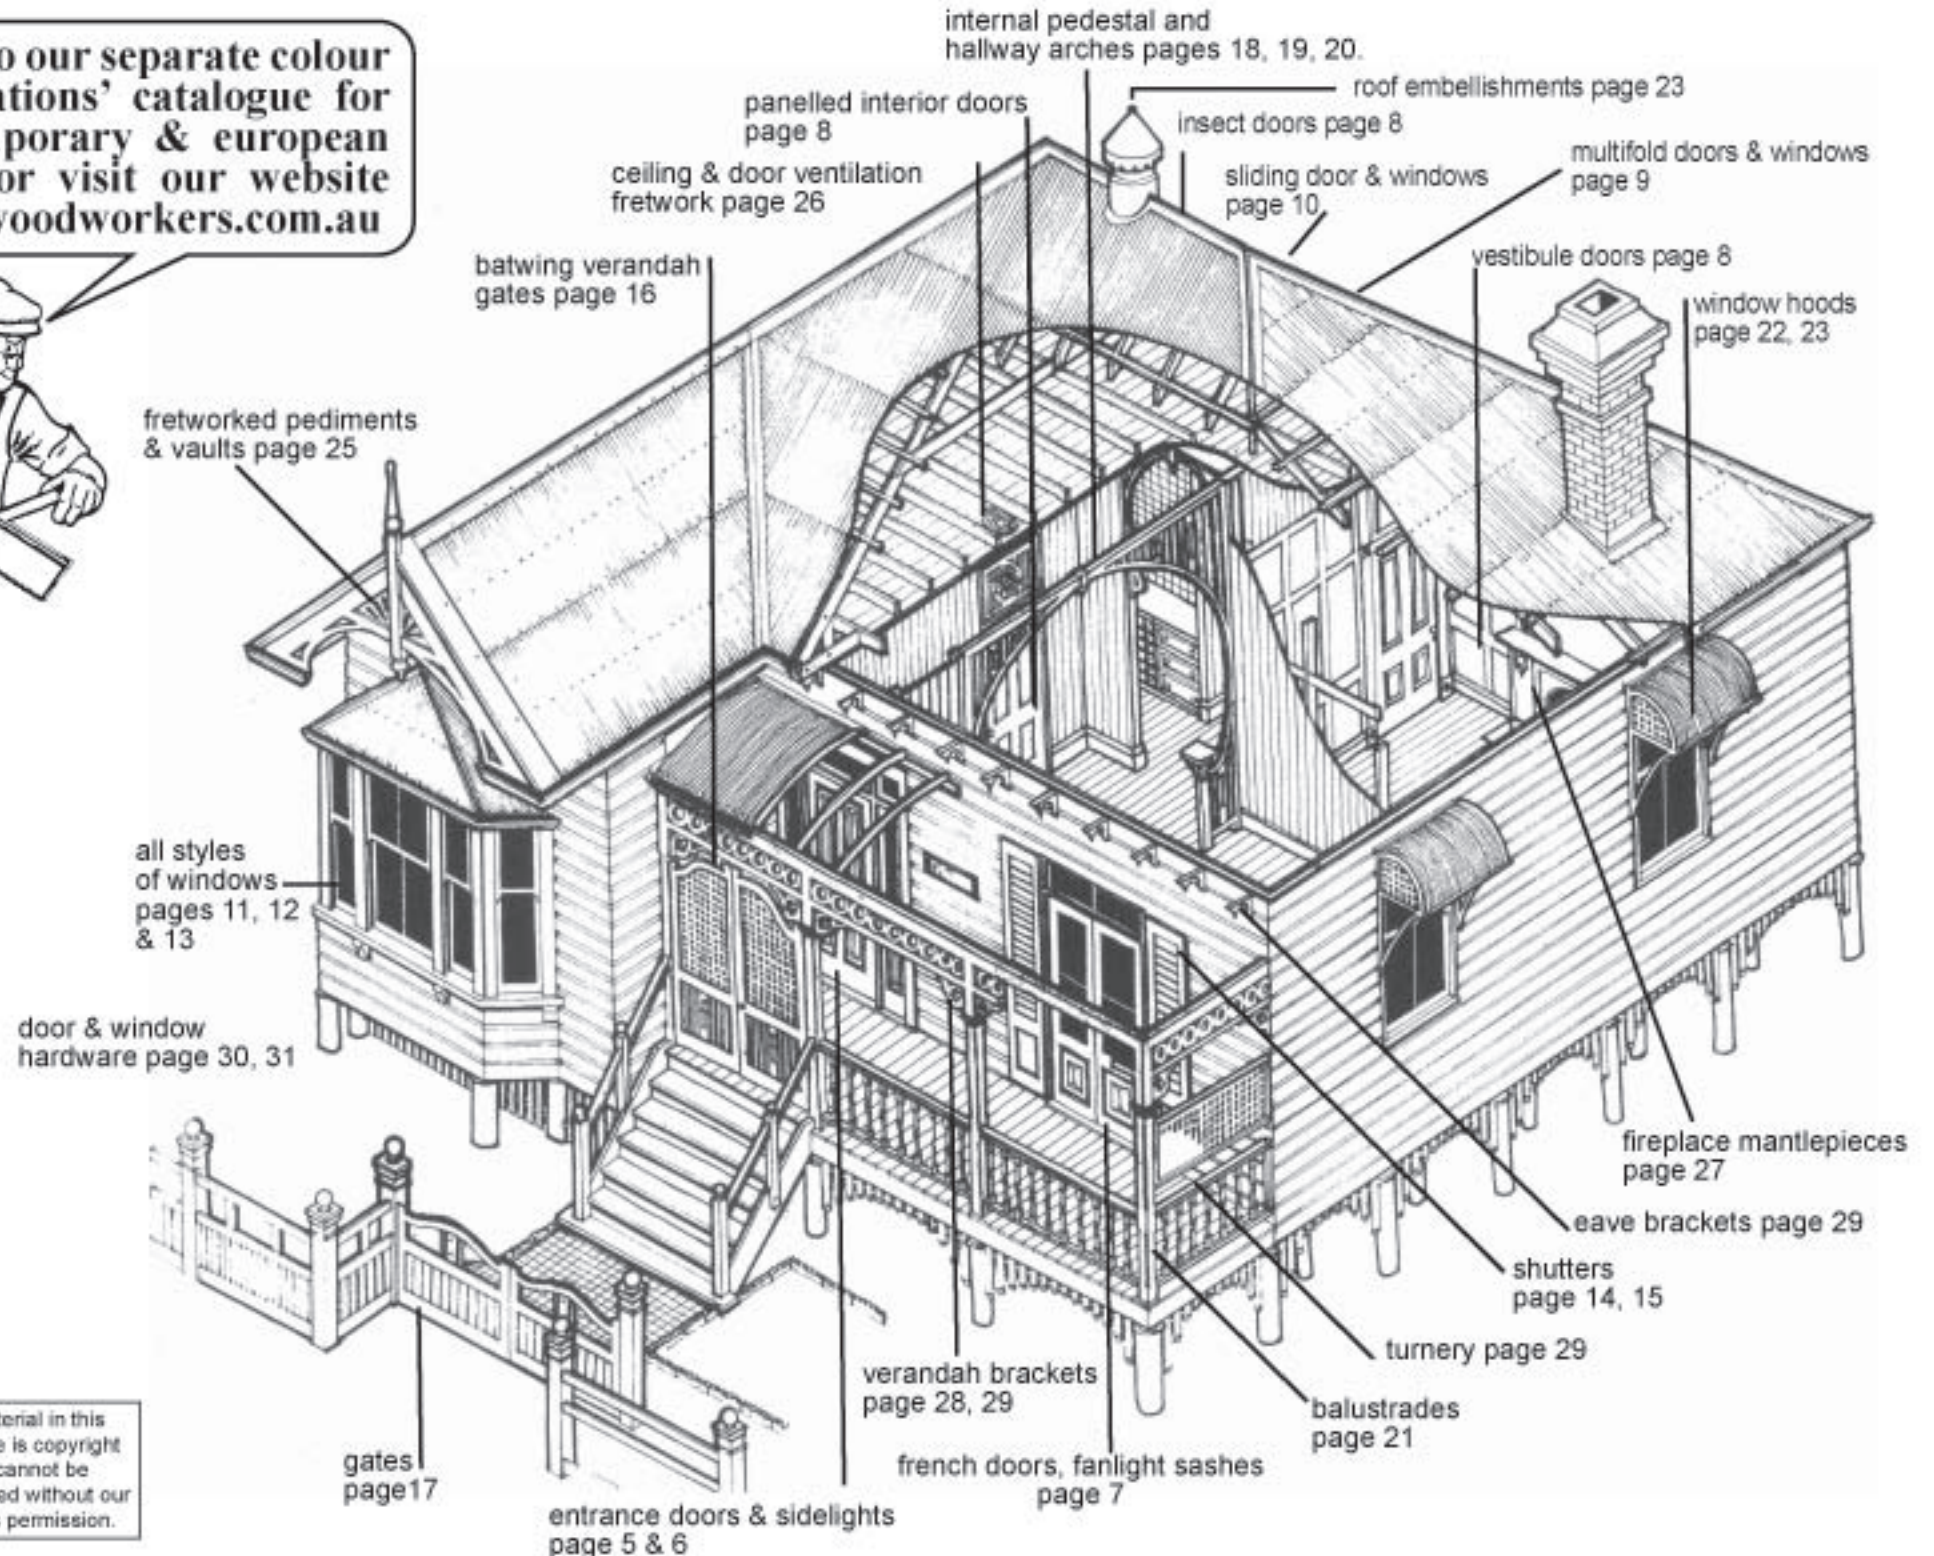 o our separate colour
ations' catalogue for
porary & european
or visit our website
woodworkers.com.au
internal pedestal and
hallway arches pages 18, 19, 20.
roof embellishments page 23
panelled interior doors
page 8
insect doors page 8
multifold doors & windows
page 9
ceiling & door ventilation
fretwork page 26
sliding door & windows
page 10
vestibule doors page 8
batwing verandah
gates page 16
window hoods
page 22, 23
fretworked pediments
& vaults page 25
all styles
of windows
pages 11, 12
& 13
door & window
hardware page 30, 31
fireplace mantlepieces
page 27
eave brackets page 29
shutters
page 14, 15
turnery page 29
verandah brackets
page 28, 29
balustrades
page 21
gates
page17
french doors, fanlight sashes
page 7
entrance doors & sidelights
page 5 & 6
terial in this
e is copyright
cannot be
ed without our
permission.